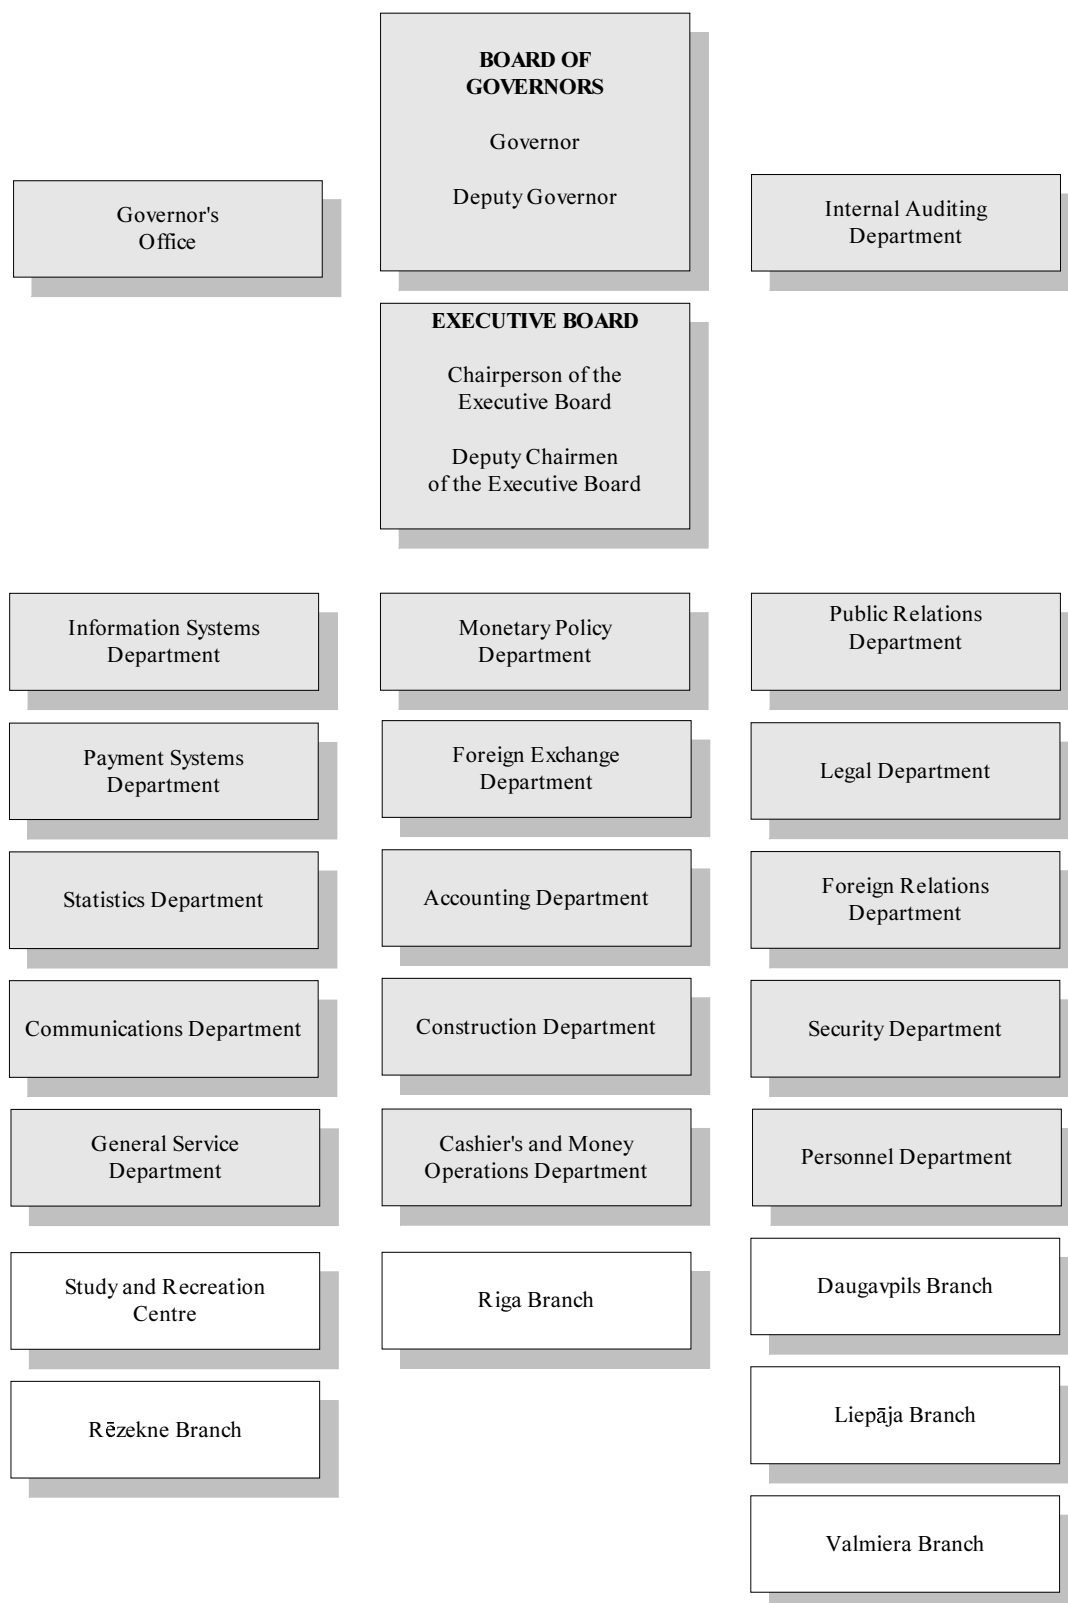 BOARD OF
GOVERNORS
Governor
Deputy Governor
Governor's
Office
Internal Auditing
Department
EXECUTIVE BOARD
Chairperson of the
Executive Board
Deputy Chairmen
of the Executive Board
Information Systems
Department
Monetary Policy
Department
Public Relations
Department
Payment Systems
Department
Foreign Exchange
Department
Legal Department
Statistics Department
Accounting Department
Foreign Relations
Department
Communications Department
Construction Department
Security Department
General Service
Department
Cashier's and Money
Operations Department
Personnel Department
Study and Recreation
Centre
Riga Branch
Daugavpils Branch
Rēzekne Branch
Liepāja Branch
Valmiera Branch